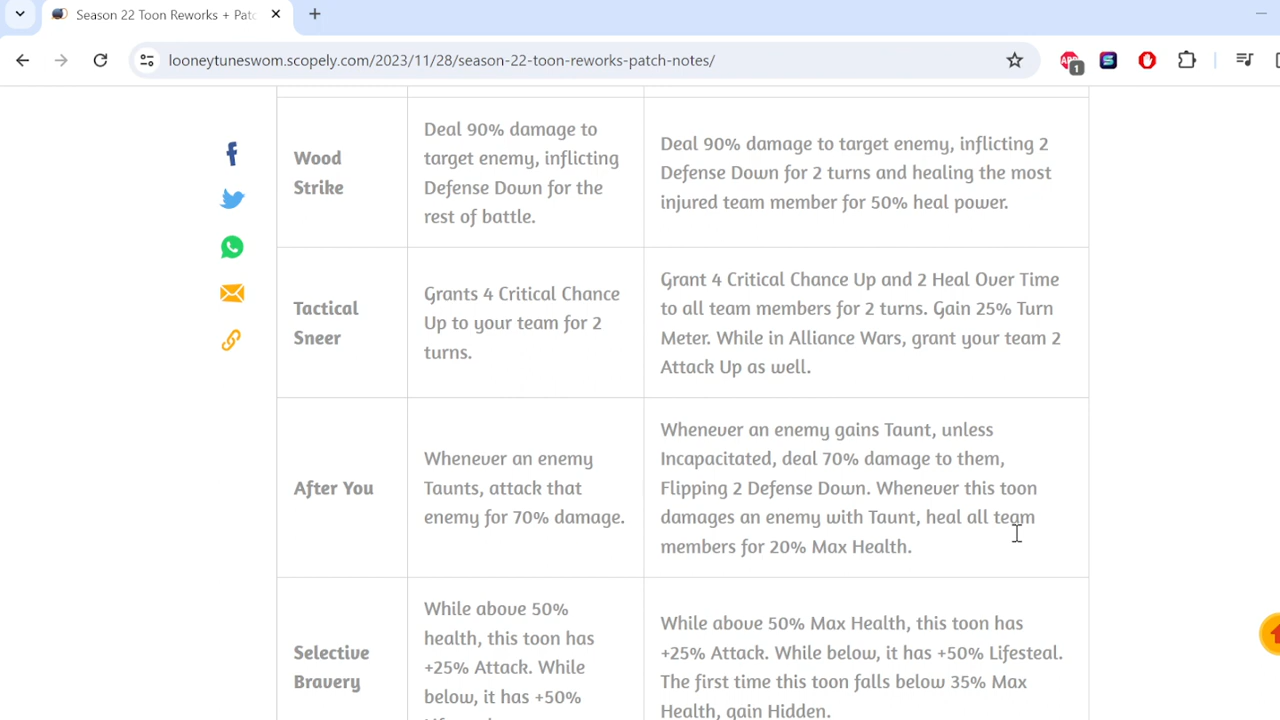 Season 22 Toon Reworks + Patc
looneytuneswom.scopely.com/2023/11/28/season-22-toon-reworks-patch-notes/
1
Wood
Strike
Deal 90% damage to
target enemy, inflicting
Defense Down for the
rest of battle.
Deal 90% damage to target enemy, inflicting 2
Defense Down for 2 turns and healing the most
injured team member for 50% heal power.
Tactical
Sneer
Grants 4 Critical Chance
Up to your team for 2
turns.
Grant 4 Critical Chance Up and 2 Heal Over Time
to all team members for 2 turns. Gain 25% Turn
Meter. While in Alliance Wars, grant your team 2
Attack Up as well.
After You
Whenever an enemy
Taunts, attack that
enemy for 70% damage.
Whenever an enemy gains Taunt, unless
Incapacitated, deal 70% damage to them,
Flipping 2 Defense Down. Whenever this toon
damages an enemy with Taunt, heal all team
members for 20% Max Health.
Selective
Bravery
While above 50%
health, this toon has
+25% Attack. While
below, it has +50%
While above 50% Max Health, this toon has
+25% Attack. While below, it has +50% Lifesteal.
The first time this toon falls below 35% Max
Health, gain Hidden.